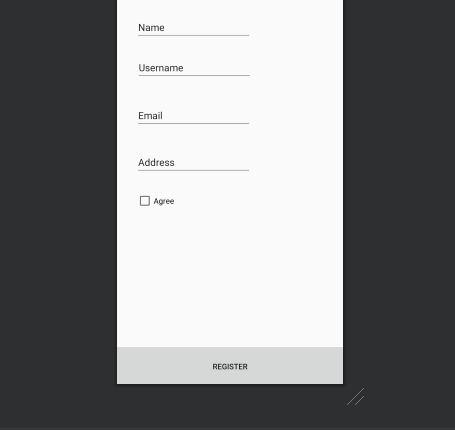 Name
Username
Email
Address
Agree
REGISTER